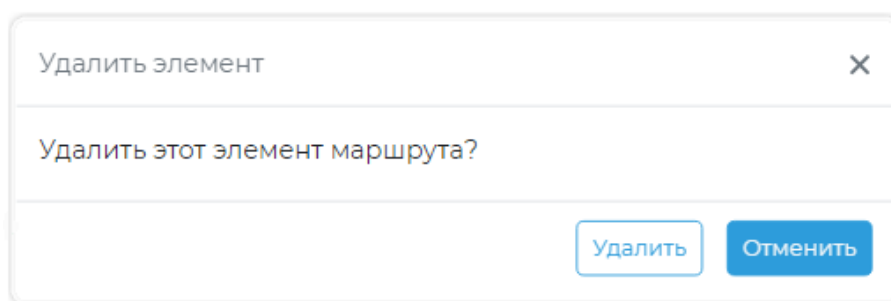 Удалить элемент
Удалить этот элемент маршрута?
Удалить Отменить